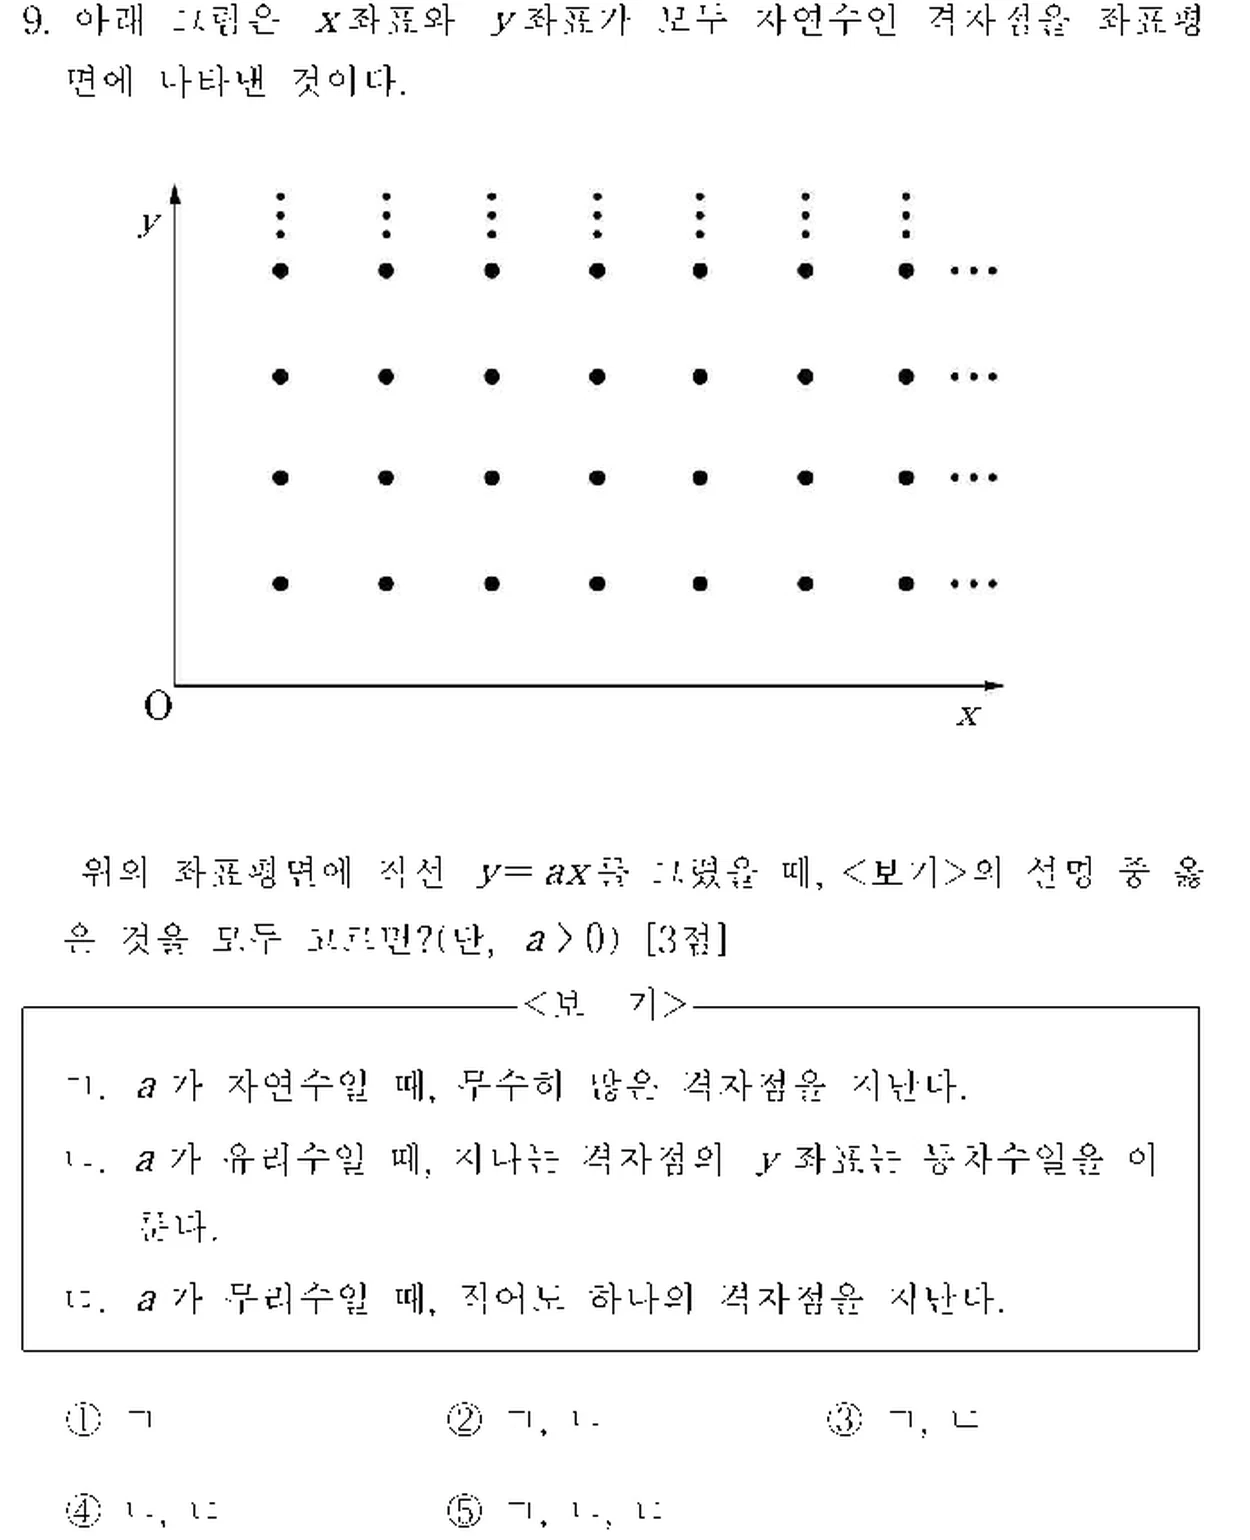 9. 아래 그림은 x좌표와 y좌표가 모두 자연수인 격자점을 좌표평
면에 나타낸 것이다.
y
O
x
위의 좌표평면에 직선 y=ax를 그렸을 때, <보기>의 설명 중 옳
은 것을 모두 고르면?(단, a>0) [3점]
<보 기>
ㄱ. a가 자연수일 때, 무수히 많은 격자점을 지난다.
ㄴ. a가 유리수일 때, 지나는 격자점의 y좌표는 등차수열을 이
룬다.
ㄷ. a가 무리수일 때, 적어도 하나의 격자점을 지난다.
① ㄱ ② ㄱ, ㄴ ③ ㄱ, ㄷ
④ ㄴ, ㄷ ⑤ ㄱ, ㄴ, ㄷ